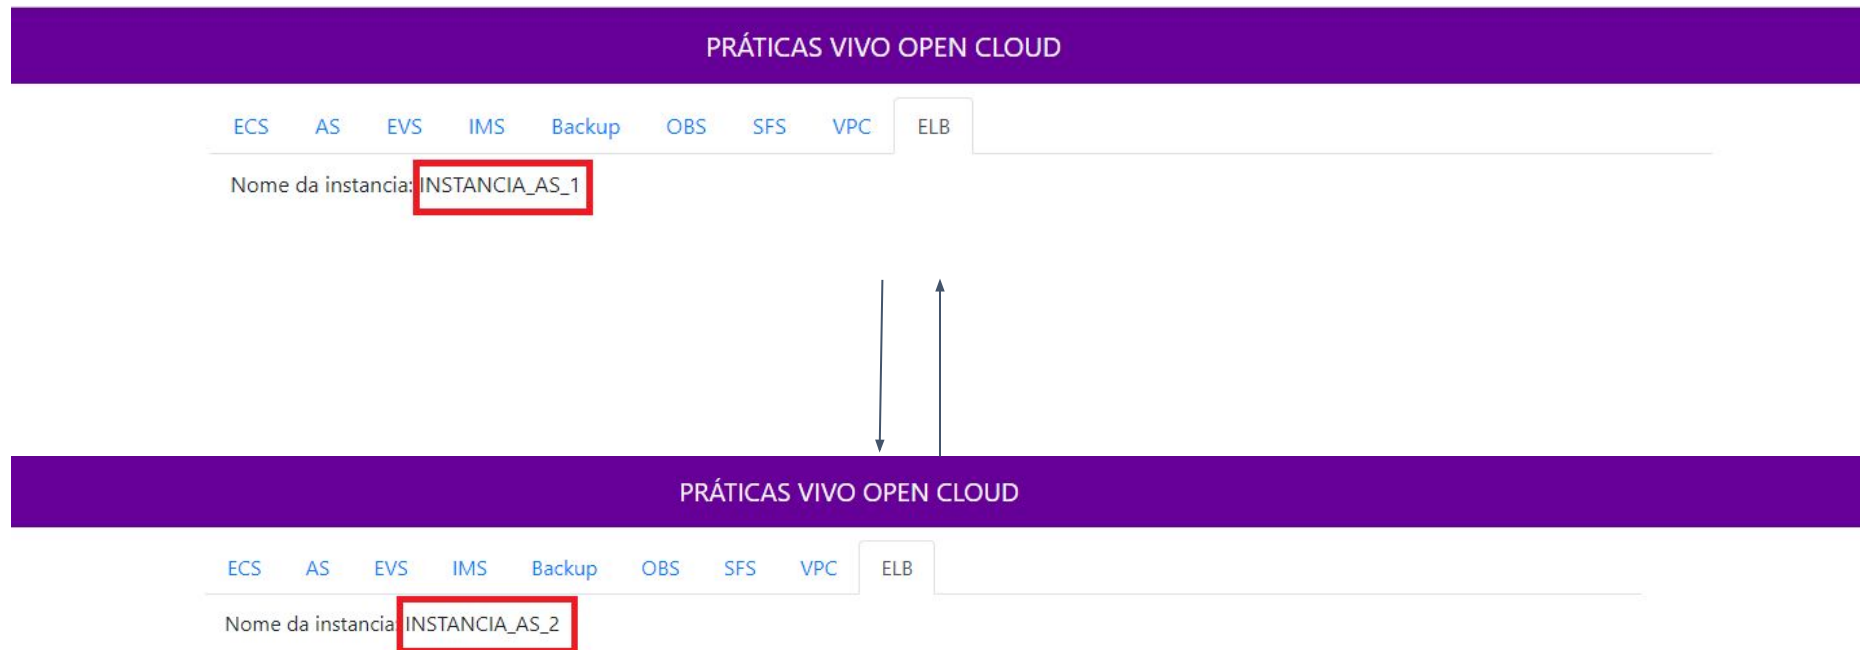 PRÁTICAS VIVO OPEN CLOUD
ECS AS EVS IMS Backup OBS SFS VPC ELB
Nome da instancia: INSTANCIA_AS_1
PRÁTICAS VIVO OPEN CLOUD
ECS AS EVS IMS Backup OBS SFS VPC ELB
Nome da instancia: INSTANCIA_AS_2